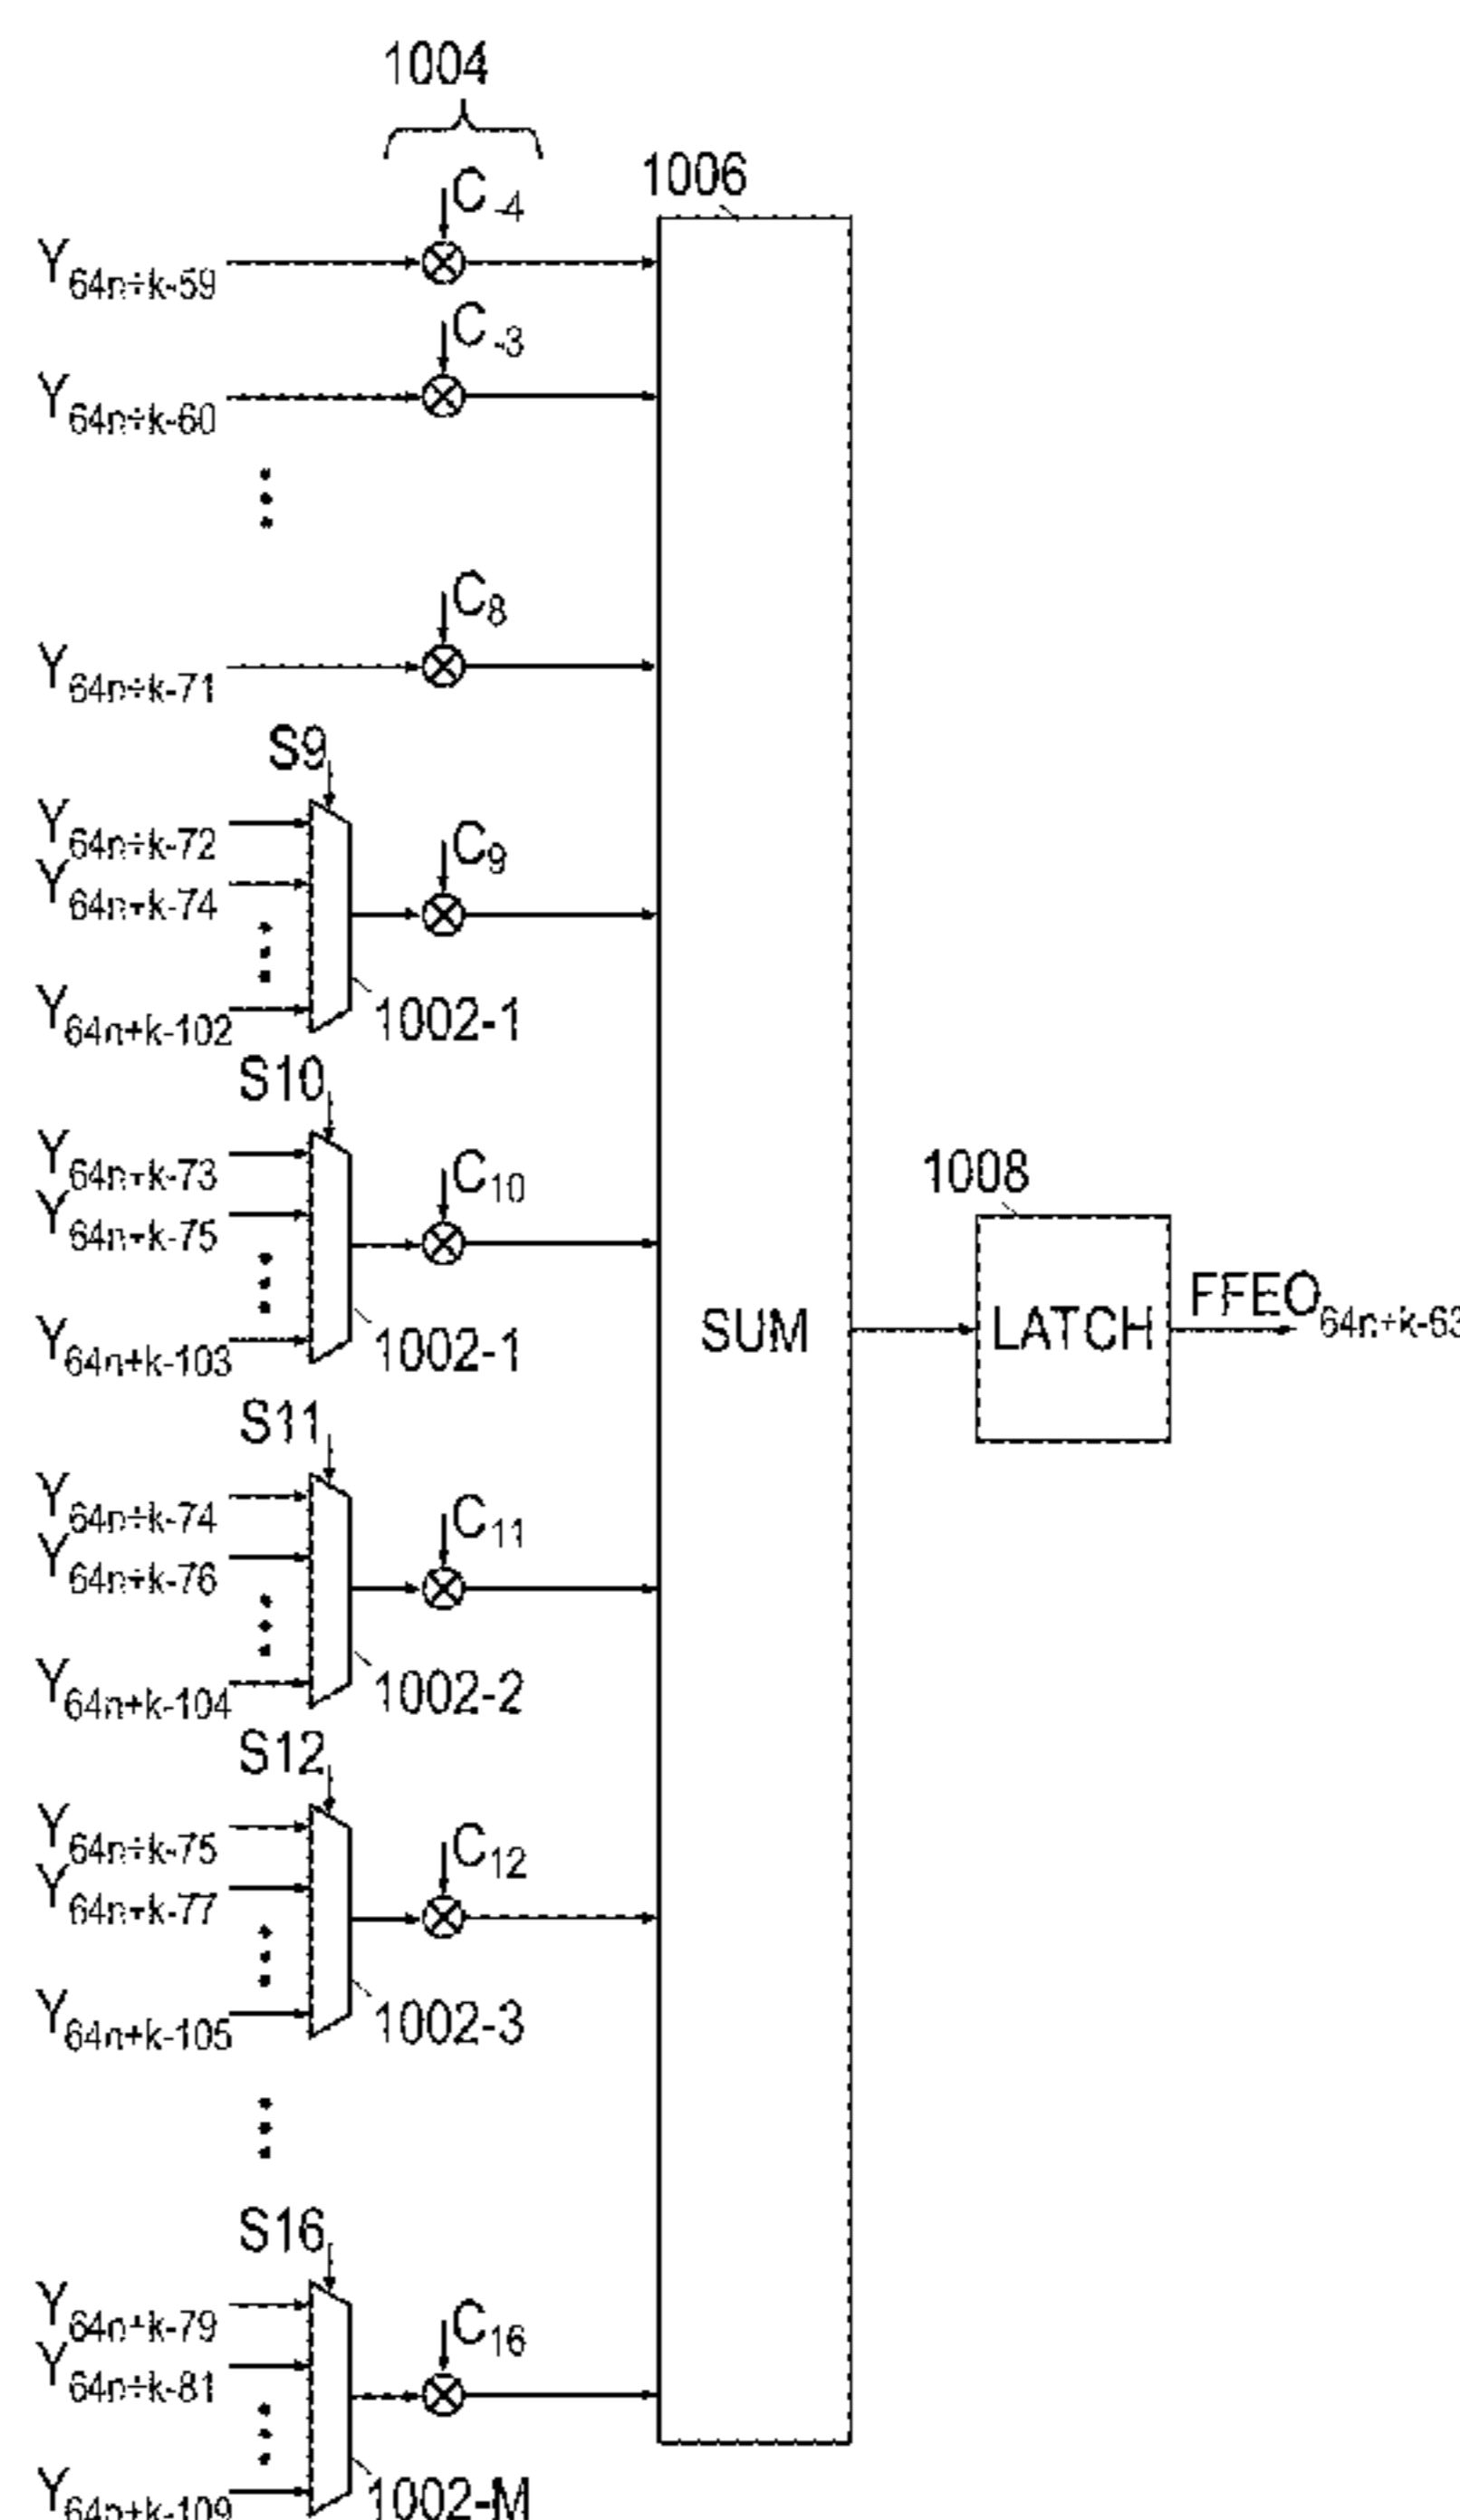 1004
1006
C-4
Y64n+k-59
C-3
Y64n+k-60
C8
Y64n+k-71
S9
Y64n+k-72
C9
Y64n+k-74
Y64n+k-102
1002-1
S10
Y64n+k-73
C10
1008
Y64n+k-75
Y64n+k-103
1002-1
SUM
LATCH
FFEO64n+k-63
S11
Y64n+k-74
C11
Y64n+k-76
Y64n+k-104
1002-2
S12
Y64n+k-75
C12
Y64n+k-77
Y64n+k-105
1002-3
S16
Y64n+k-79
C16
Y64n+k-81
Y64n+k-109
1002-M